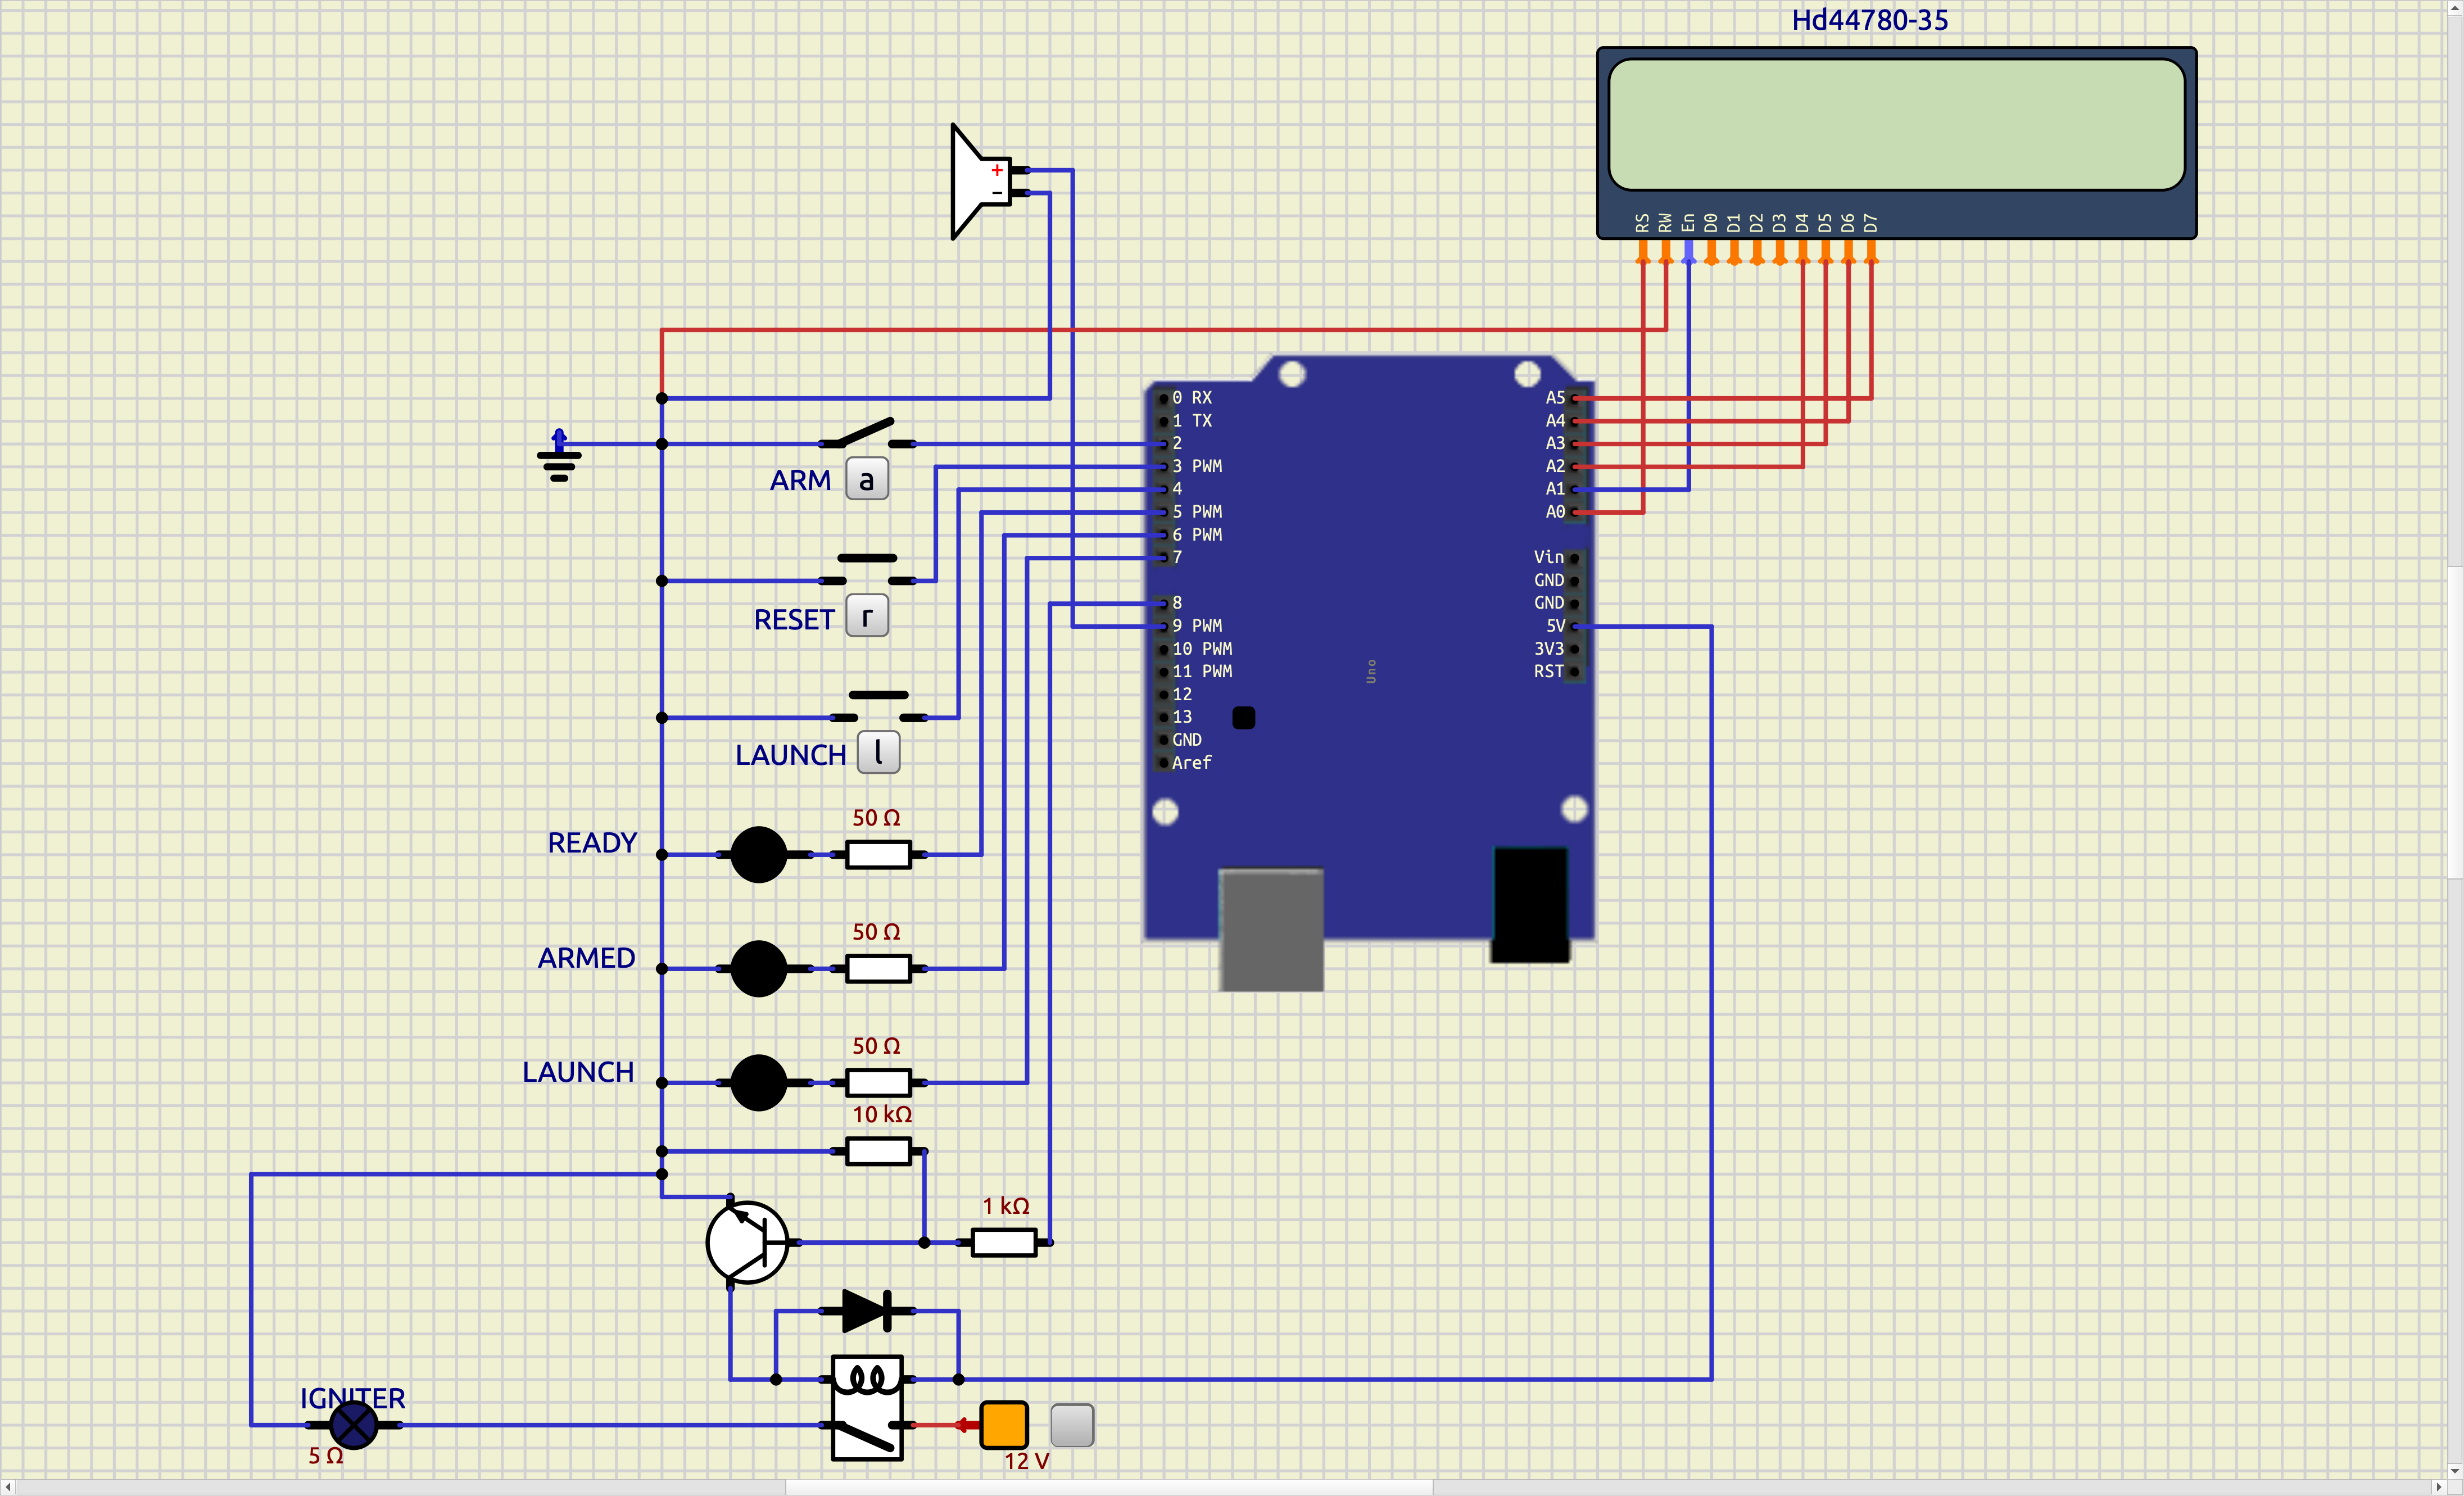 Hd44780-35
RS RW En D0 D1 D2 D3 D4 D5 D6 D7
+
−
0 RX
1 TX
2
3 PWM
4
5 PWM
6 PWM
7
8
9 PWM
10 PWM
11 PWM
12
13
GND
Aref
A5
A4
A3
A2
A1
A0
Vin
GND
GND
5V
3V3
RST
Uno
ARM a
RESET r
LAUNCH l
READY
50 Ω
ARMED
50 Ω
LAUNCH
50 Ω
10 kΩ
1 kΩ
IGNITER
5 Ω
12 V